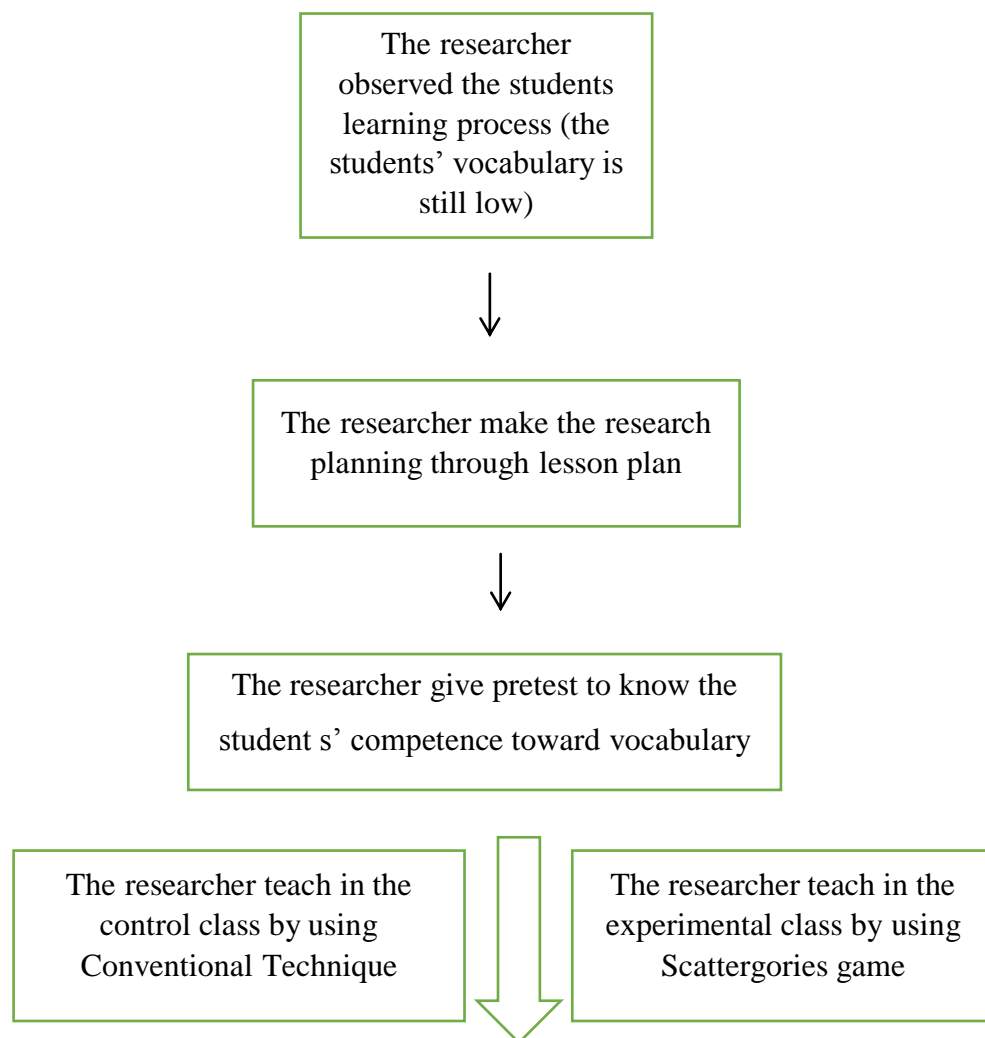 The researcher
observed the students
learning process (the
students’ vocabulary is
still low)
The researcher make the research
planning through lesson plan
The researcher give pretest to know the
student s’ competence toward vocabulary
The researcher teach in the
control class by using
Conventional Technique
The researcher teach in the
experimental class by using
Scattergories game